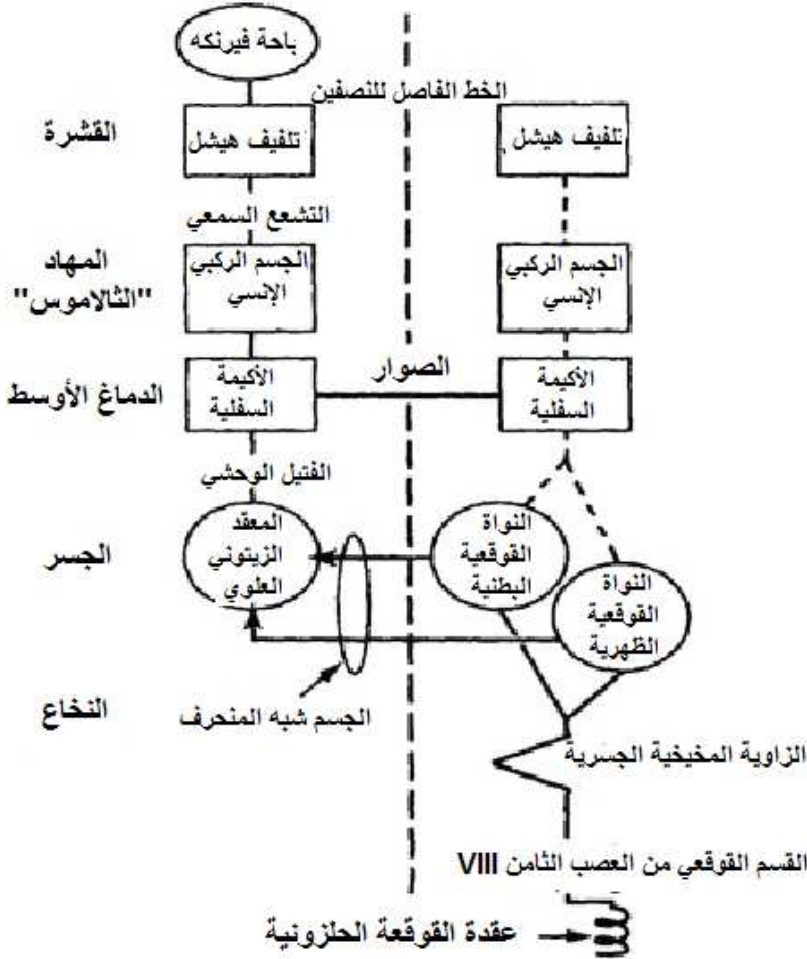 باحة فيرنكه
الخط الفاصل للنصفين
القشرة
تلفيف هيشل
تلفيف هيشل
التشعع السمعي
المهاد
"الثالاموس"
الجسم الركبي
الإنسي
الجسم الركبي
الإنسي
الصوار
الدماغ الأوسط
الأكيمة
السفلية
الأكيمة
السفلية
الفتيل الوحشي
الجسر
المعقد
الزيتوني
العلوي
النواة
القوقعية
البطنية
النواة
القوقعية
الظهرية
النخاع
الجسم شبه المنحرف
الزاوية المخيخية الجسرية
القسم القوقعي من العصب الثامن VIII
عقدة القوقعة الحلزونية